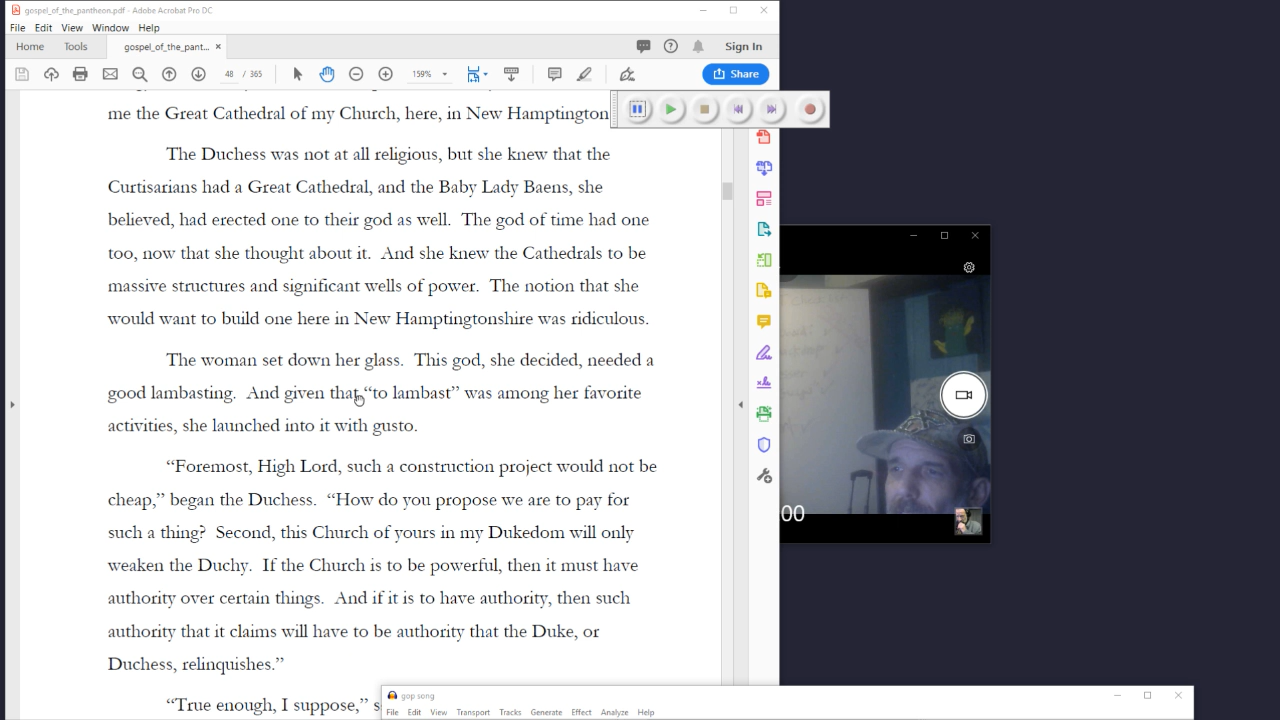 gospel_of_the_pantheon.pdf - Adobe Acrobat Pro DC
File Edit View Window Help
Home Tools gospel_of_the_pant... Sign In
48 / 365 159% Share
me the Great Cathedral of my Church, here, in New Hamptington
The Duchess was not at all religious, but she knew that the
Curtisarians had a Great Cathedral, and the Baby Lady Baens, she
believed, had erected one to their god as well. The god of time had one
too, now that she thought about it. And she knew the Cathedrals to be
massive structures and significant wells of power. The notion that she
would want to build one here in New Hamptingtonshire was ridiculous.
The woman set down her glass. This god, she decided, needed a
good lambasting. And given that “to lambast” was among her favorite
activities, she launched into it with gusto.
“Foremost, High Lord, such a construction project would not be
cheap,” began the Duchess. “How do you propose we are to pay for
such a thing? Second, this Church of yours in my Dukedom will only
weaken the Duchy. If the Church is to be powerful, then it must have
authority over certain things. And if it is to have authority, then such
authority that it claims will have to be authority that the Duke, or
Duchess, relinquishes.”
“True enough, I suppose,” s
00
gop song
File Edit View Transport Tracks Generate Effect Analyze Help